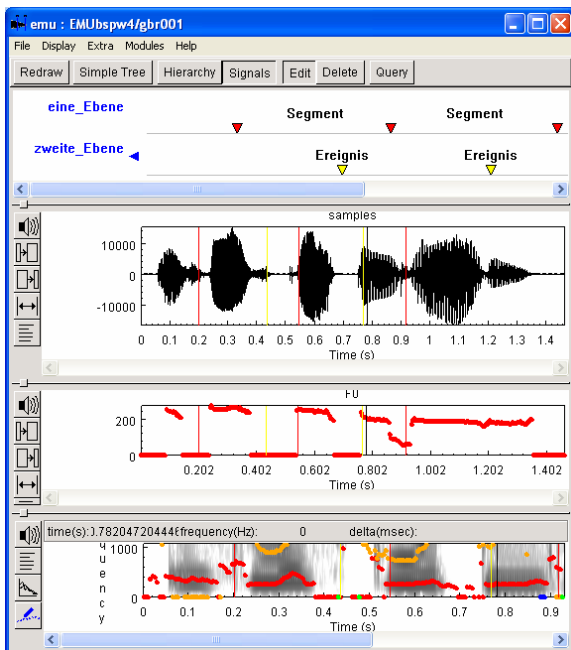 emu : EMUbspw4/gbr001
File Display Extra Modules Help
Redraw Simple Tree Hierarchy Signals Edit Delete Query
eine_Ebene Segment Segment
zweite_Ebene Ereignis Ereignis
samples
10000
0
-10000
0 0.1 0.2 0.3 0.4 0.5 0.6 0.7 0.8 0.9 1 1.1 1.2 1.3 1.4
Time (s)
F0
200
0
0.202 0.402 0.602 0.802 1.002 1.202 1.402
Time (s)
time(s): ).78204720444 frequency(Hz): 0 delta(msec):
quency
1000
0
0 0.1 0.2 0.3 0.4 0.5 0.6 0.7 0.8 0.9
Time (s)